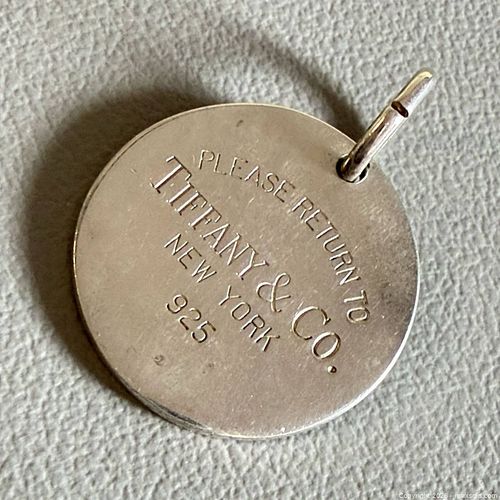 PLEASE RETURN TO
TIFFANY & CO.
NEW YORK
925